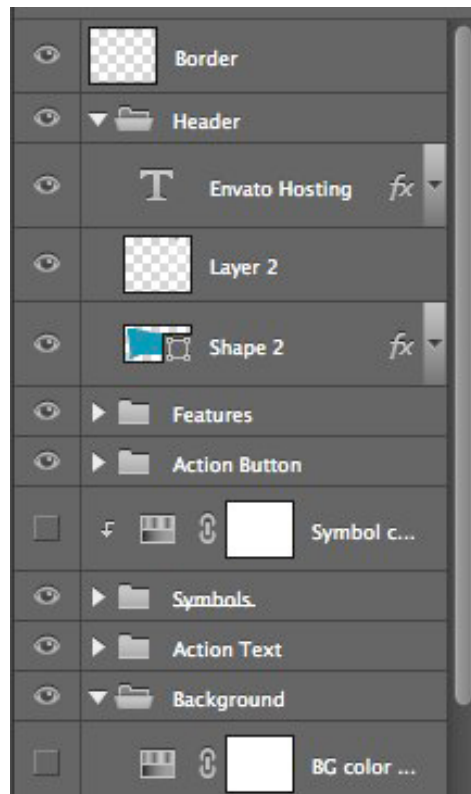 Border
Header
T Envato Hosting fx
Layer 2
Shape 2 fx
Features
Action Button
Symbol c...
Symbols.
Action Text
Background
BG color ...